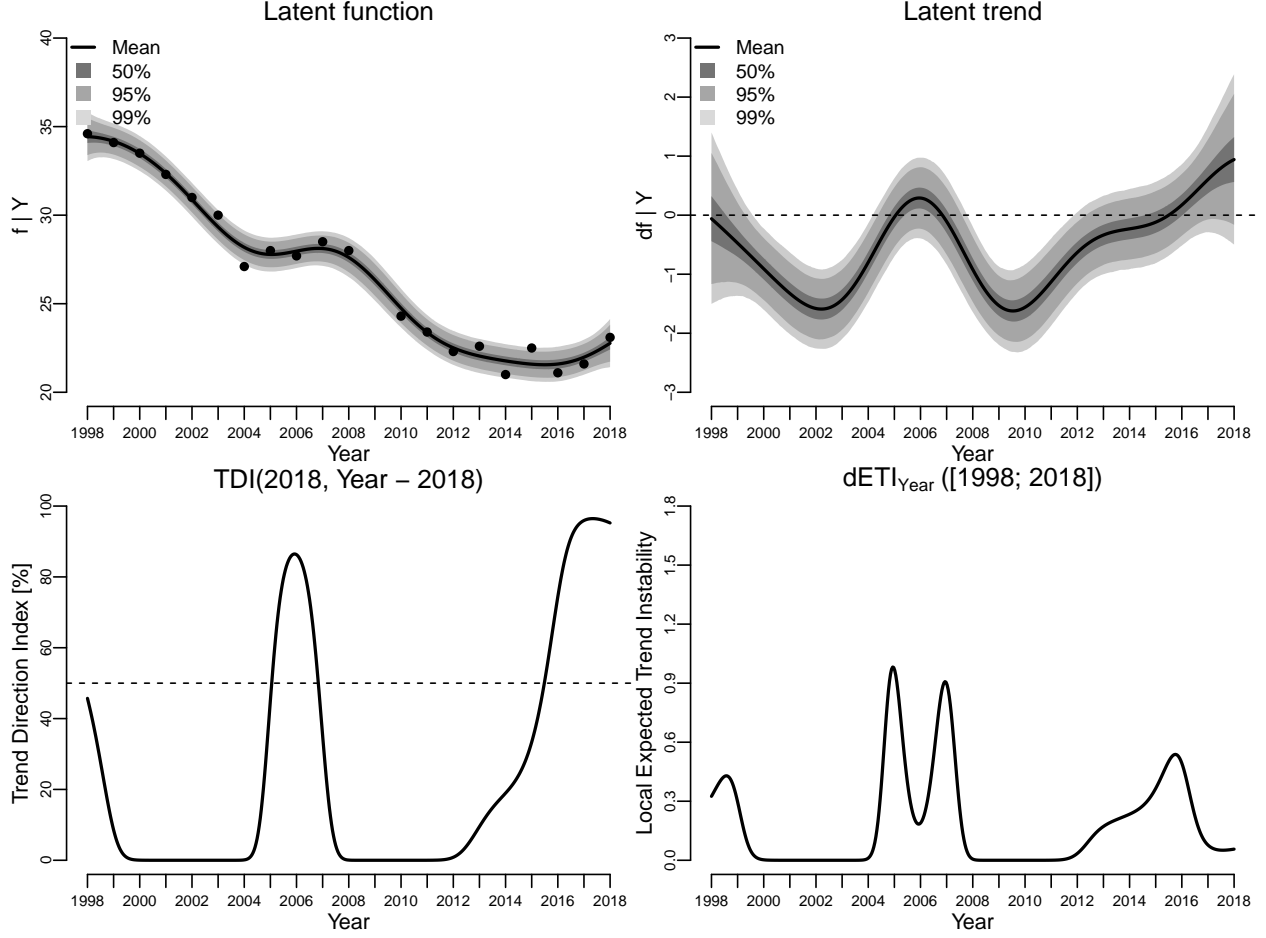 Latent function
f | Y
40
35
30
25
20
Mean
50%
95%
99%
1998 2000 2002 2004 2006 2008 2010 2012 2014 2016 2018
Year
Latent trend
df | Y
3
2
1
0
−1
−2
−3
Mean
50%
95%
99%
1998 2000 2002 2004 2006 2008 2010 2012 2014 2016 2018
Year
TDI(2018, Year − 2018)
Trend Direction Index [%]
100
80
60
40
20
0
1998 2000 2002 2004 2006 2008 2010 2012 2014 2016 2018
Year
dETIYear ([1998; 2018])
Local Expected Trend Instability
1.8
1.5
1.2
0.9
0.6
0.3
0.0
1998 2000 2002 2004 2006 2008 2010 2012 2014 2016 2018
Year